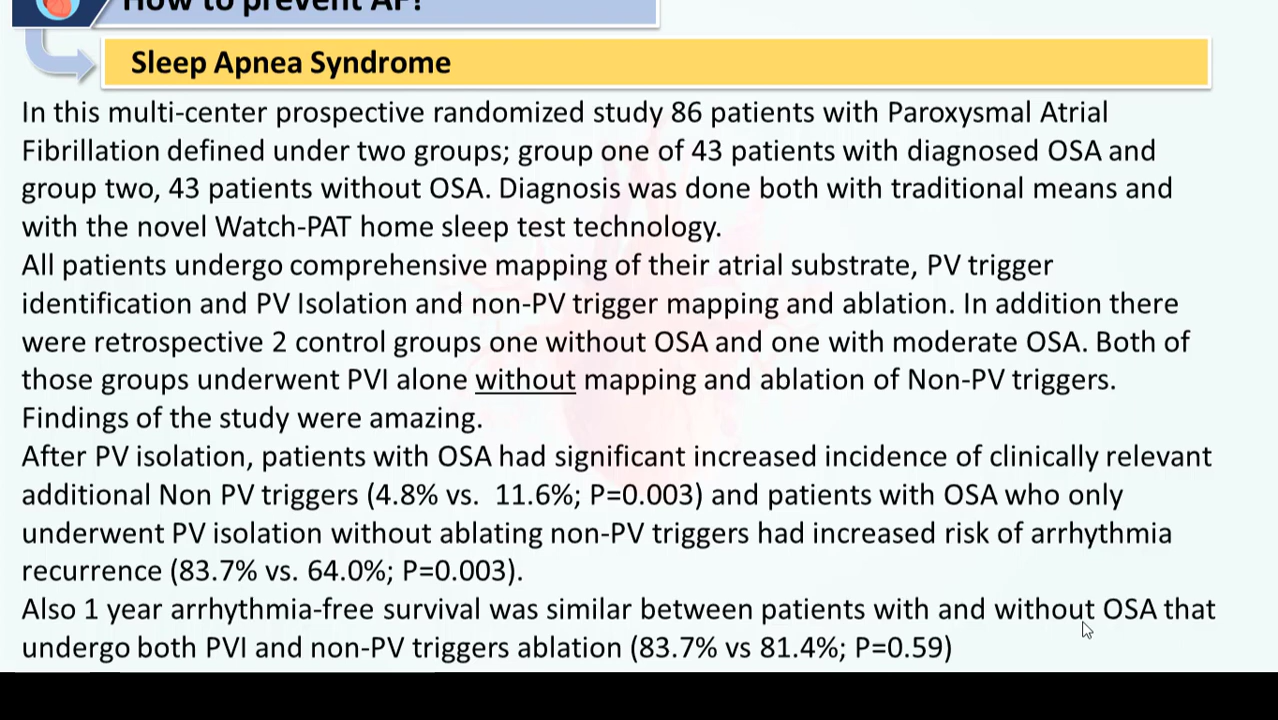 How to prevent AF?
Sleep Apnea Syndrome
In this multi-center prospective randomized study 86 patients with Paroxysmal Atrial
Fibrillation defined under two groups; group one of 43 patients with diagnosed OSA and
group two, 43 patients without OSA. Diagnosis was done both with traditional means and
with the novel Watch-PAT home sleep test technology.
All patients undergo comprehensive mapping of their atrial substrate, PV trigger
identification and PV Isolation and non-PV trigger mapping and ablation. In addition there
were retrospective 2 control groups one without OSA and one with moderate OSA. Both of
those groups underwent PVI alone without mapping and ablation of Non-PV triggers.
Findings of the study were amazing.
After PV isolation, patients with OSA had significant increased incidence of clinically relevant
additional Non PV triggers (4.8% vs.  11.6%; P=0.003) and patients with OSA who only
underwent PV isolation without ablating non-PV triggers had increased risk of arrhythmia
recurrence (83.7% vs. 64.0%; P=0.003).
Also 1 year arrhythmia-free survival was similar between patients with and without OSA that
undergo both PVI and non-PV triggers ablation (83.7% vs 81.4%; P=0.59)